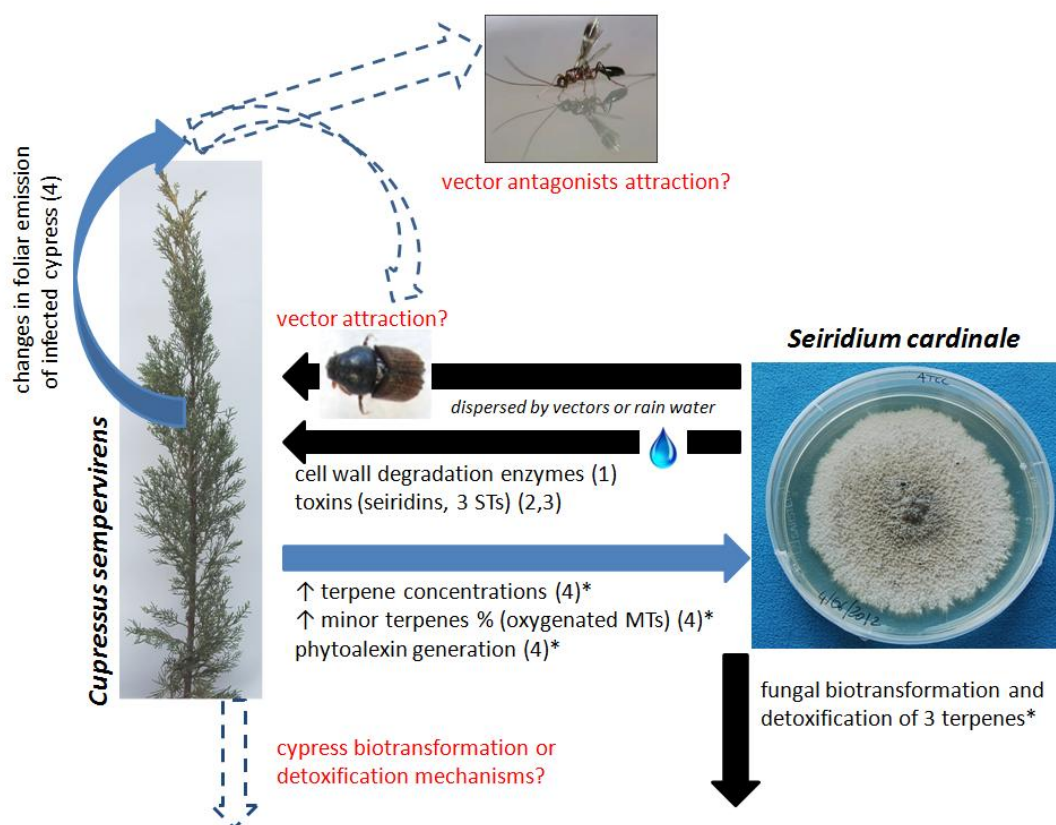 vector antagonists attraction?
changes in foliar emission
of infected cypress (4)
vector attraction?
Seiridium cardinale
ATCC
dispersed by vectors or rain water
cell wall degradation enzymes (1)
toxins (seiridins, 3 STs) (2,3)
Cupressus sempervirens
↑ terpene concentrations (4)*
↑ minor terpenes % (oxygenated MTs) (4)*
phytoalexin generation (4)*
fungal biotransformation and
detoxification of 3 terpenes*
cypress biotransformation or
detoxification mechanisms?